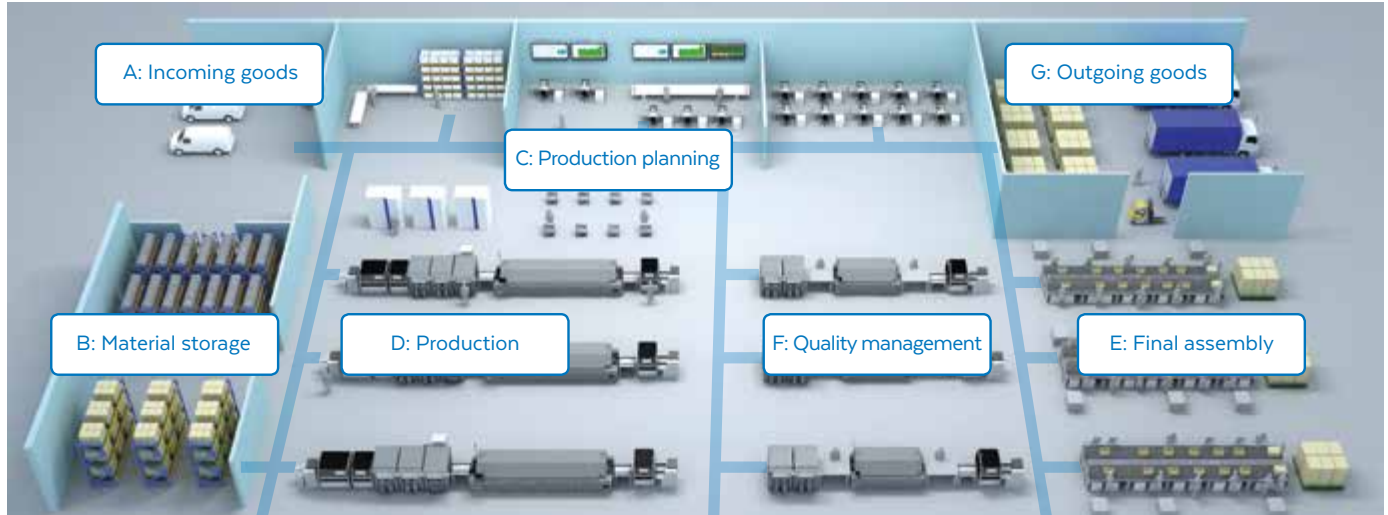 A: Incoming goods
G: Outgoing goods
C: Production planning
B: Material storage
D: Production
F: Quality management
E: Final assembly